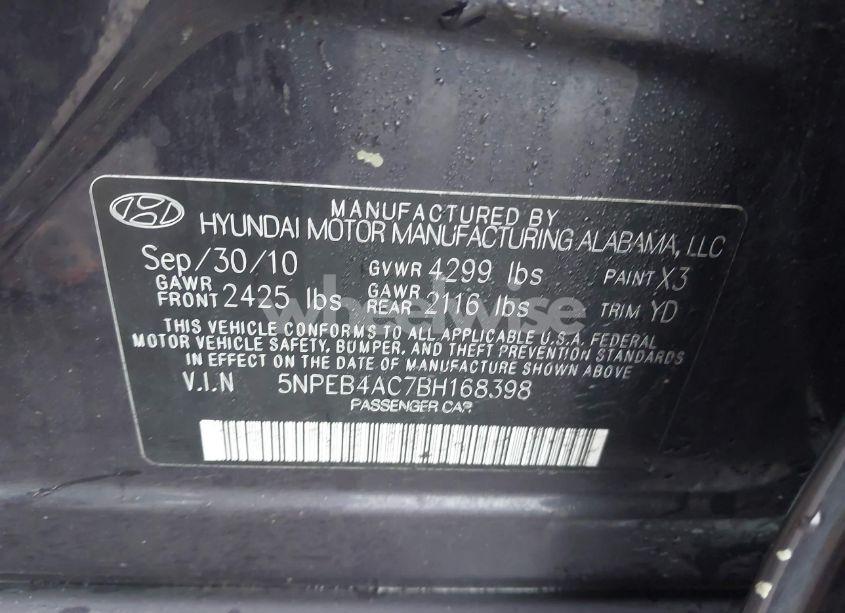 MANUFACTURED BY
HYUNDAI MOTOR MANUFACTURING ALABAMA, LLC
Sep/30/10 GVWR 4299 lbs PAINT X3
GAWR FRONT 2425 lbs GAWR REAR 2116 lbs TRIM YD
THIS VEHICLE CONFORMS TO ALL APPLICABLE U.S.A. FEDERAL
MOTOR VEHICLE SAFETY, BUMPER, AND THEFT PREVENTION STANDARDS
IN EFFECT ON THE DATE OF MANUFACTURE SHOWN ABOVE
V.I.N 5NPEB4AC7BH168398
PASSENGER CAR
wheelwise